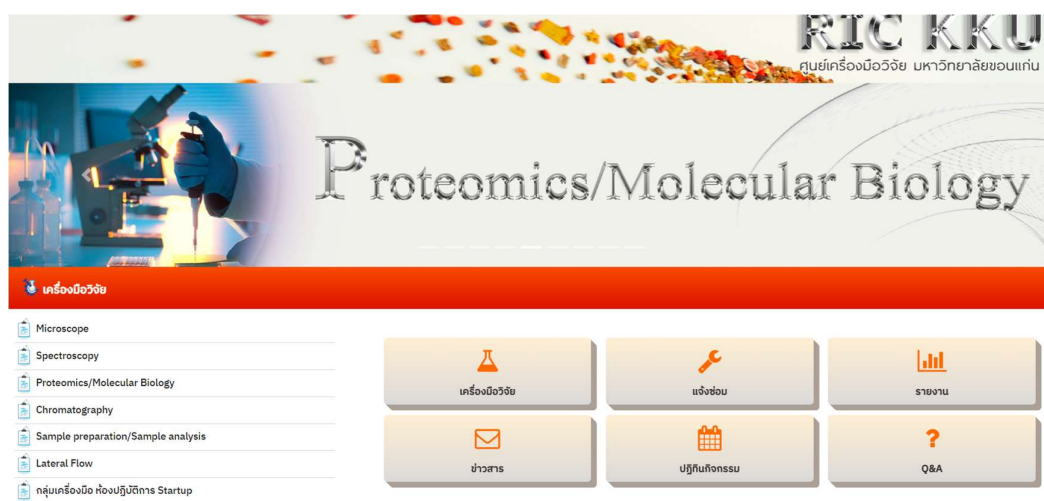 RIC KKU
ศูนย์เครื่องมือวิจัย มหาวิทยาลัยขอนแก่น
Proteomics/Molecular Biology
เครื่องมือวิจัย
Microscope
Spectroscopy
Proteomics/Molecular Biology
Chromatography
Sample preparation/Sample analysis
Lateral Flow
กลุ่มเครื่องมือ ห้องปฏิบัติการ Startup
เครื่องมือวิจัย
แจ้งซ่อม
รายงาน
ข่าวสาร
ปฏิทินกิจกรรม
Q&A